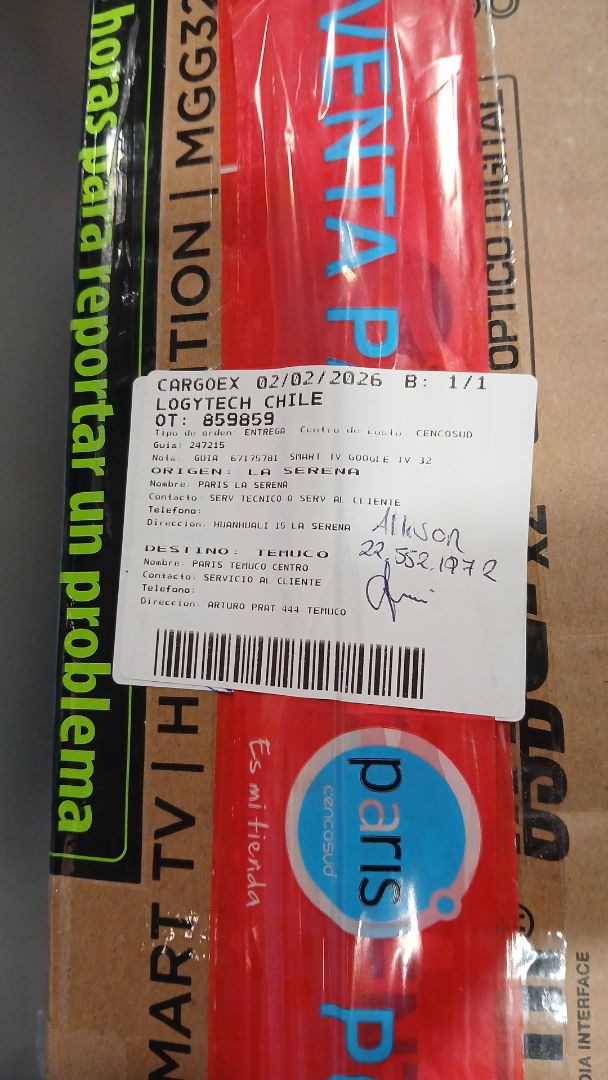 horas para reportar un problema
MART TV | H
ITION | MGG32
VENTA P
OPTICO DIGITAL
CARGOEX 02/02/2026 B: 1/1
LOGYTECH CHILE
OT: 859859
Tipo de orden: ENTREGA Centro de costo: CENCOSUD
Guia: 247215
Nota: GUIA 67175781 SMART TV GOOGLE TV 32
ORIGEN: LA SERENA
Nombre: PARIS LA SERENA
Contacto: SERV TECNICO O SERV AL CLIENTE
Telefono:
Direccion: HUANHUALI 15 LA SERENA
DESTINO: TEMUCO
Nombre: PARIS TEMUCO CENTRO
Contacto: SERVICIO AL CLIENTE
Telefono:
Direccion: ARTURO PRAT 444 TEMUCO
22.552.197 2
Es mi tienda
paris
cencosud
DIA INTERFACE